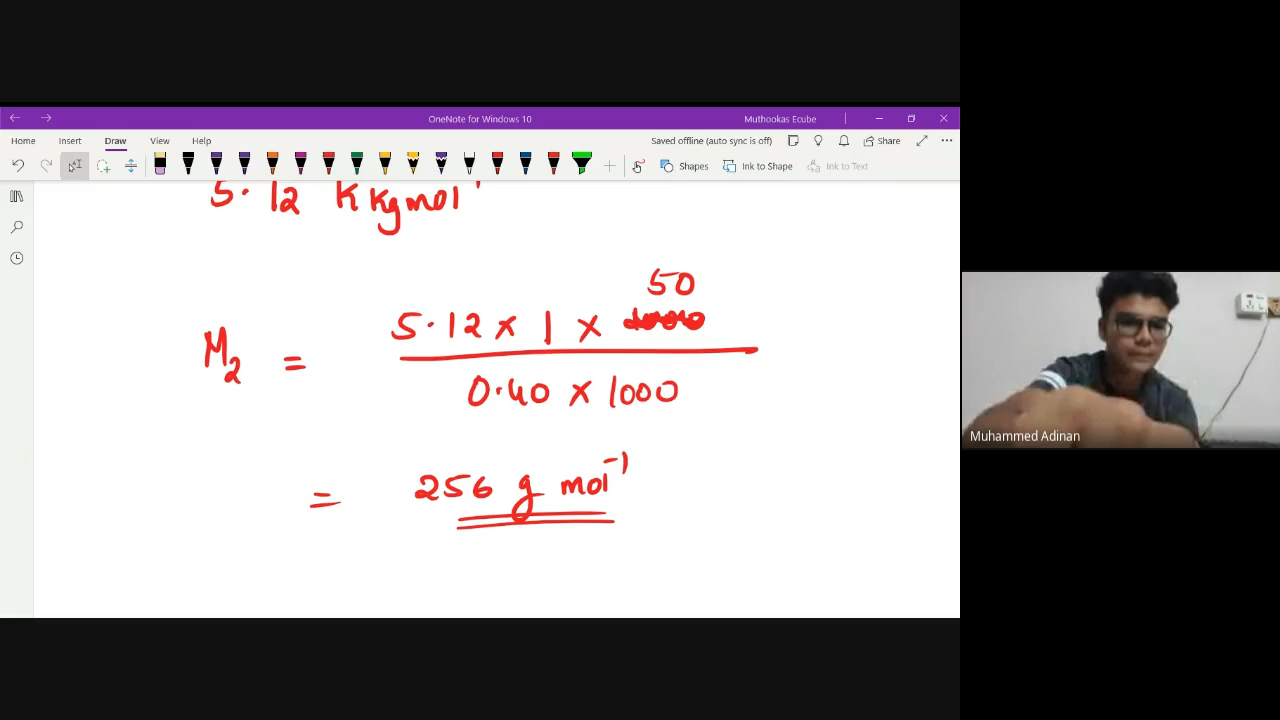 OneNote for Windows 10
Muthookas Ecube
Home Insert Draw View Help
Saved offline (auto sync is off)
Share
Shapes
Ink to Shape
Ink to Text
5.12 K Kg mol
50
M2 = 5.12 x 1 x
0.40 x 1000
= 256 g mol⁻¹
Muhammed Adinan